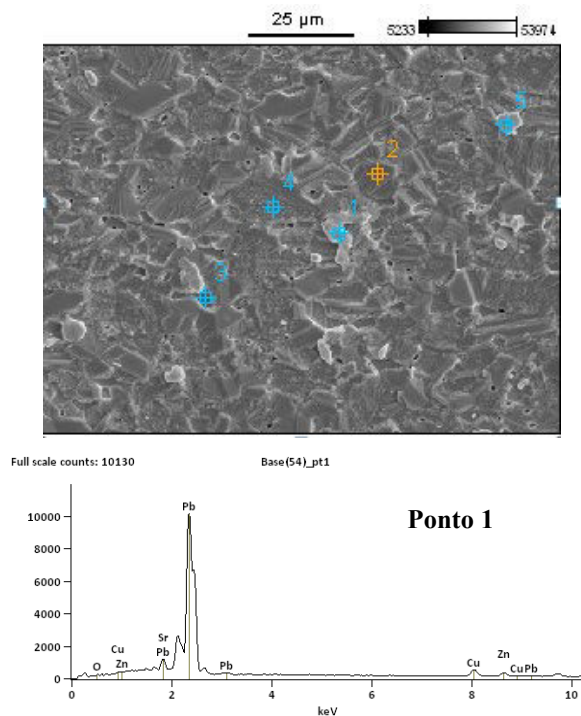 25 µm
5233 53974
5
2
4
1
3
Full scale counts: 10130 Base(54)_pt1
Ponto 1
Pb
10000
8000
6000
4000
2000
0
O
Cu
Zn
Sr
Pb
Pb
Cu
Zn
Cu Pb
0 2 4 6 8 10
keV